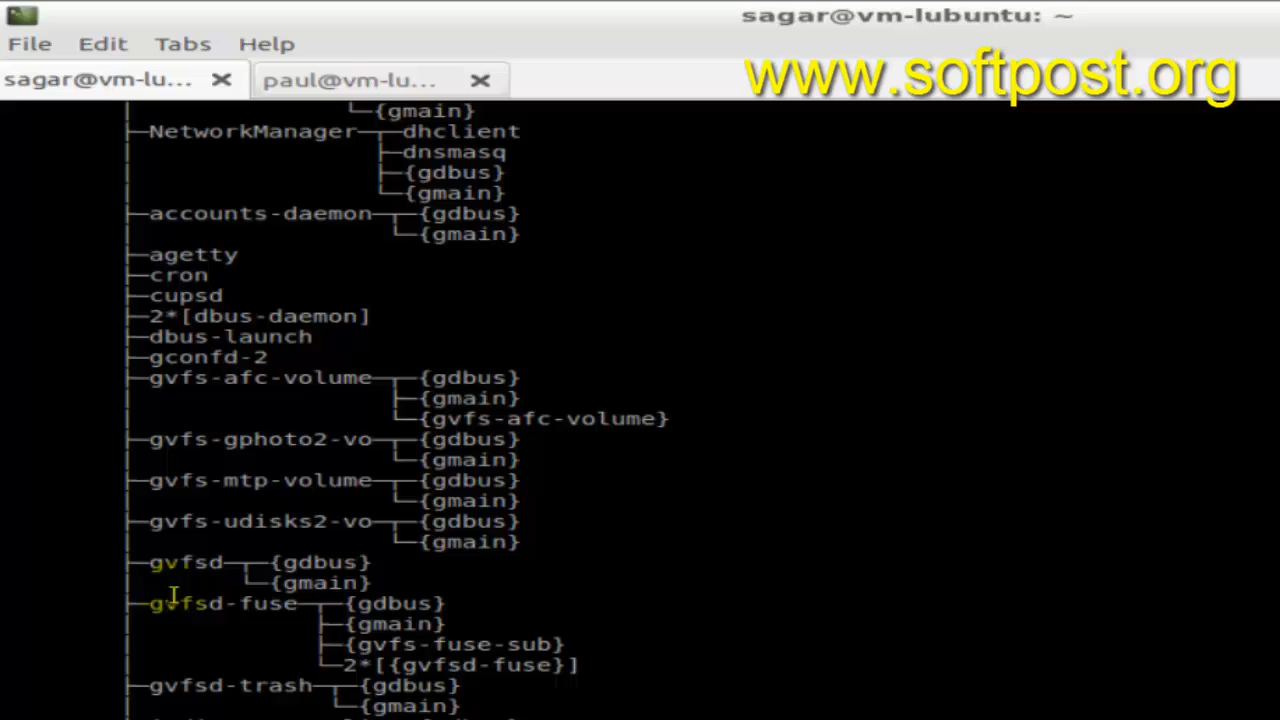 sagar@vm-lubuntu: ~
File Edit Tabs Help
sagar@vm-lu... paul@vm-lu...
www.softpost.org
│ └─{gmain}
├─NetworkManager─┬─dhclient
│ ├─dnsmasq
│ ├─{gdbus}
│ └─{gmain}
├─accounts-daemon─┬─{gdbus}
│ └─{gmain}
├─agetty
├─cron
├─cupsd
├─2*[dbus-daemon]
├─dbus-launch
├─gconfd-2
├─gvfs-afc-volume─┬─{gdbus}
│ ├─{gmain}
│ └─{gvfs-afc-volume}
├─gvfs-gphoto2-vo─┬─{gdbus}
│ └─{gmain}
├─gvfs-mtp-volume─┬─{gdbus}
│ └─{gmain}
├─gvfs-udisks2-vo─┬─{gdbus}
│ └─{gmain}
├─gvfsd─┬─{gdbus}
│ └─{gmain}
├─gvfsd-fuse─┬─{gdbus}
│ ├─{gmain}
│ ├─{gvfs-fuse-sub}
│ └─2*[{gvfsd-fuse}]
├─gvfsd-trash─┬─{gdbus}
│ └─{gmain}